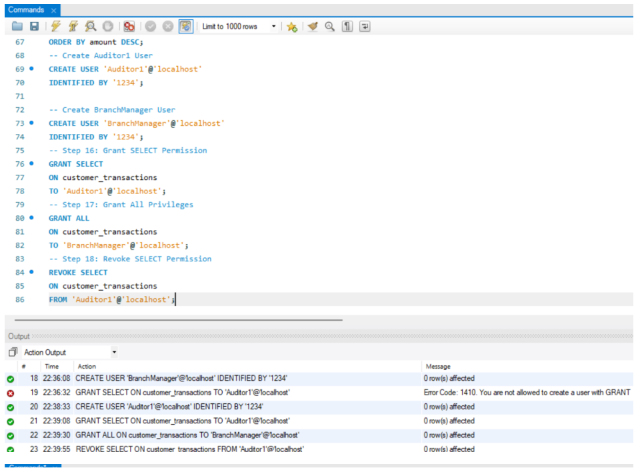 Commands ×
Limit to 1000 rows
67 ORDER BY amount DESC;
68 -- Create Auditor1 User
69 CREATE USER 'Auditor1'@'localhost'
70 IDENTIFIED BY '1234';
71
72 -- Create BranchManager User
73 CREATE USER 'BranchManager'@'localhost'
74 IDENTIFIED BY '1234';
75 -- Step 16: Grant SELECT Permission
76 GRANT SELECT
77 ON customer_transactions
78 TO 'Auditor1'@'localhost';
79 -- Step 17: Grant All Privileges
80 GRANT ALL
81 ON customer_transactions
82 TO 'BranchManager'@'localhost';
83 -- Step 18: Revoke SELECT Permission
84 REVOKE SELECT
85 ON customer_transactions
86 FROM 'Auditor1'@'localhost';
Output
Action Output
# Time Action Message
18 22:36:08 CREATE USER 'BranchManager'@'localhost' IDENTIFIED BY '1234' 0 row(s) affected
19 22:36:32 GRANT SELECT ON customer_transactions TO 'Auditor1'@'localhost' Error Code: 1410. You are not allowed to create a user with GRANT
20 22:38:33 CREATE USER 'Auditor1'@'localhost' IDENTIFIED BY '1234' 0 row(s) affected
21 22:39:08 GRANT SELECT ON customer_transactions TO 'Auditor1'@'localhost' 0 row(s) affected
22 22:39:30 GRANT ALL ON customer_transactions TO 'BranchManager'@'localhost' 0 row(s) affected
23 22:39:55 REVOKE SELECT ON customer_transactions FROM 'Auditor1'@'localhost' 0 row(s) affected